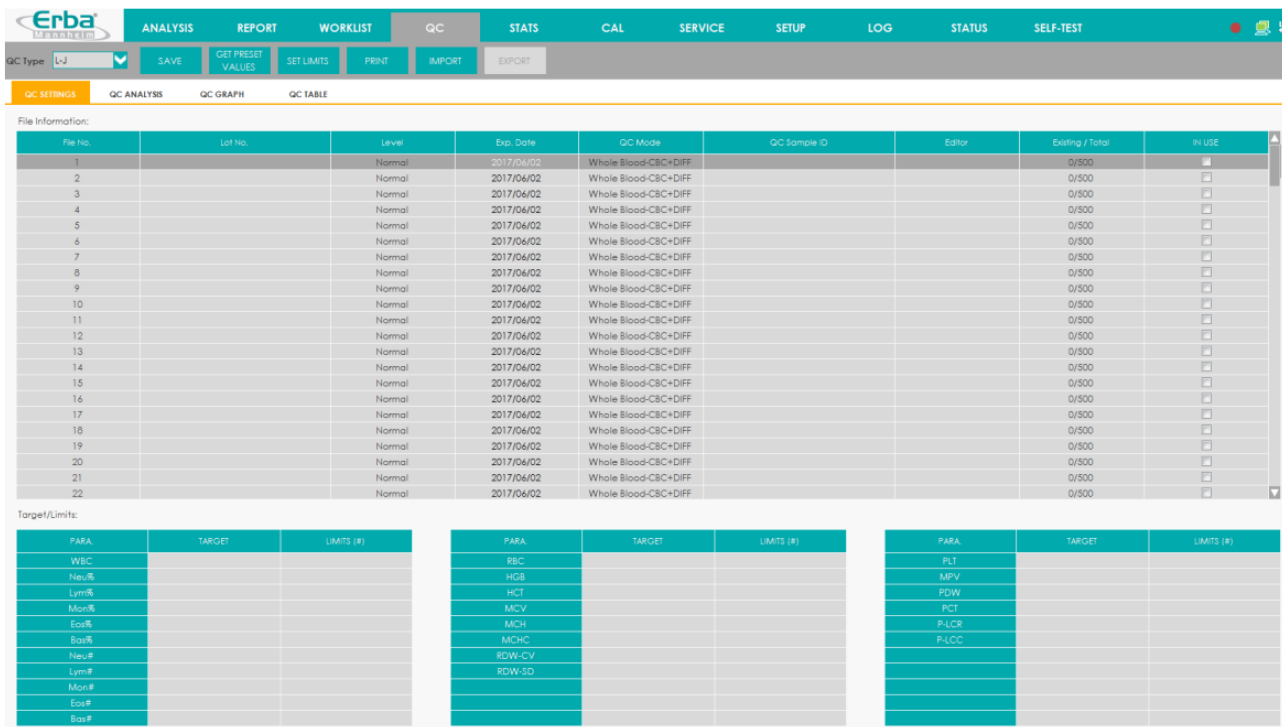 Erba
Mannheim
ANALYSIS REPORT WORKLIST QC STATS CAL SERVICE SETUP LOG STATUS SELF-TEST
QC Type L-J SAVE GET PRESET VALUES SET LIMITS PRINT IMPORT EXPORT
QC SETTINGS QC ANALYSIS QC GRAPH QC TABLE
File Information:
File No. Lot No. Level Exp. Date QC Mode QC Sample ID Editor Existing / Total IN USE
1 Normal 2017/06/02 Whole Blood-CBC+DIFF 0/500
2 Normal 2017/06/02 Whole Blood-CBC+DIFF 0/500
3 Normal 2017/06/02 Whole Blood-CBC+DIFF 0/500
4 Normal 2017/06/02 Whole Blood-CBC+DIFF 0/500
5 Normal 2017/06/02 Whole Blood-CBC+DIFF 0/500
6 Normal 2017/06/02 Whole Blood-CBC+DIFF 0/500
7 Normal 2017/06/02 Whole Blood-CBC+DIFF 0/500
8 Normal 2017/06/02 Whole Blood-CBC+DIFF 0/500
9 Normal 2017/06/02 Whole Blood-CBC+DIFF 0/500
10 Normal 2017/06/02 Whole Blood-CBC+DIFF 0/500
11 Normal 2017/06/02 Whole Blood-CBC+DIFF 0/500
12 Normal 2017/06/02 Whole Blood-CBC+DIFF 0/500
13 Normal 2017/06/02 Whole Blood-CBC+DIFF 0/500
14 Normal 2017/06/02 Whole Blood-CBC+DIFF 0/500
15 Normal 2017/06/02 Whole Blood-CBC+DIFF 0/500
16 Normal 2017/06/02 Whole Blood-CBC+DIFF 0/500
17 Normal 2017/06/02 Whole Blood-CBC+DIFF 0/500
18 Normal 2017/06/02 Whole Blood-CBC+DIFF 0/500
19 Normal 2017/06/02 Whole Blood-CBC+DIFF 0/500
20 Normal 2017/06/02 Whole Blood-CBC+DIFF 0/500
21 Normal 2017/06/02 Whole Blood-CBC+DIFF 0/500
22 Normal 2017/06/02 Whole Blood-CBC+DIFF 0/500
Target/Limits:
PARA. TARGET LIMITS (#) PARA. TARGET LIMITS (#) PARA. TARGET LIMITS (#)
WBC RBC PLT
Neu% HGB MPV
Lym% HCT PDW
Mon% MCV PCT
Eos% MCH P-LCR
Bas% MCHC P-LCC
Neu# RDW-CV
Lym# RDW-SD
Mon#
Eos#
Bas#